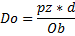 Do = pz * d / Ob